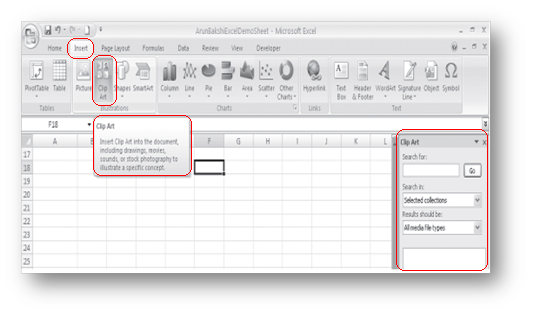 ArunBakshiExcelDemoSheet - Microsoft Excel
Home Insert Page Layout Formulas Data Review View Developer
PivotTable Table Picture Clip Art Shapes SmartArt Column Line Pie Bar Area Scatter Other Charts Hyperlink Text Box Header & Footer WordArt Signature Line Object Symbol
Tables Illustrations Charts Links Text
F18
A F G H I J K L
17
18
19
20
21
22
23
24
25
Clip Art
Insert Clip Art into the document,
including drawings, movies,
sounds, or stock photography to
illustrate a specific concept.
Clip Art
Search for:
Go
Search in:
Selected collections
Results should be:
All media file types